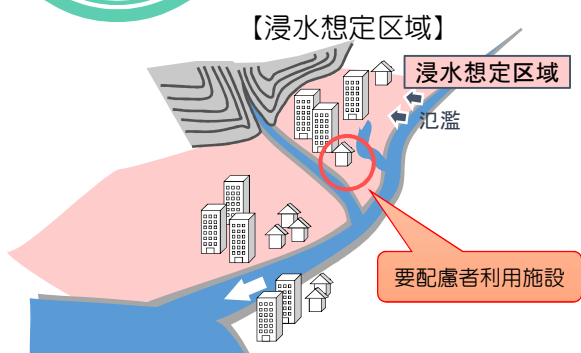 【浸水想定区域】
浸水想定区域
氾濫
要配慮者利用施設